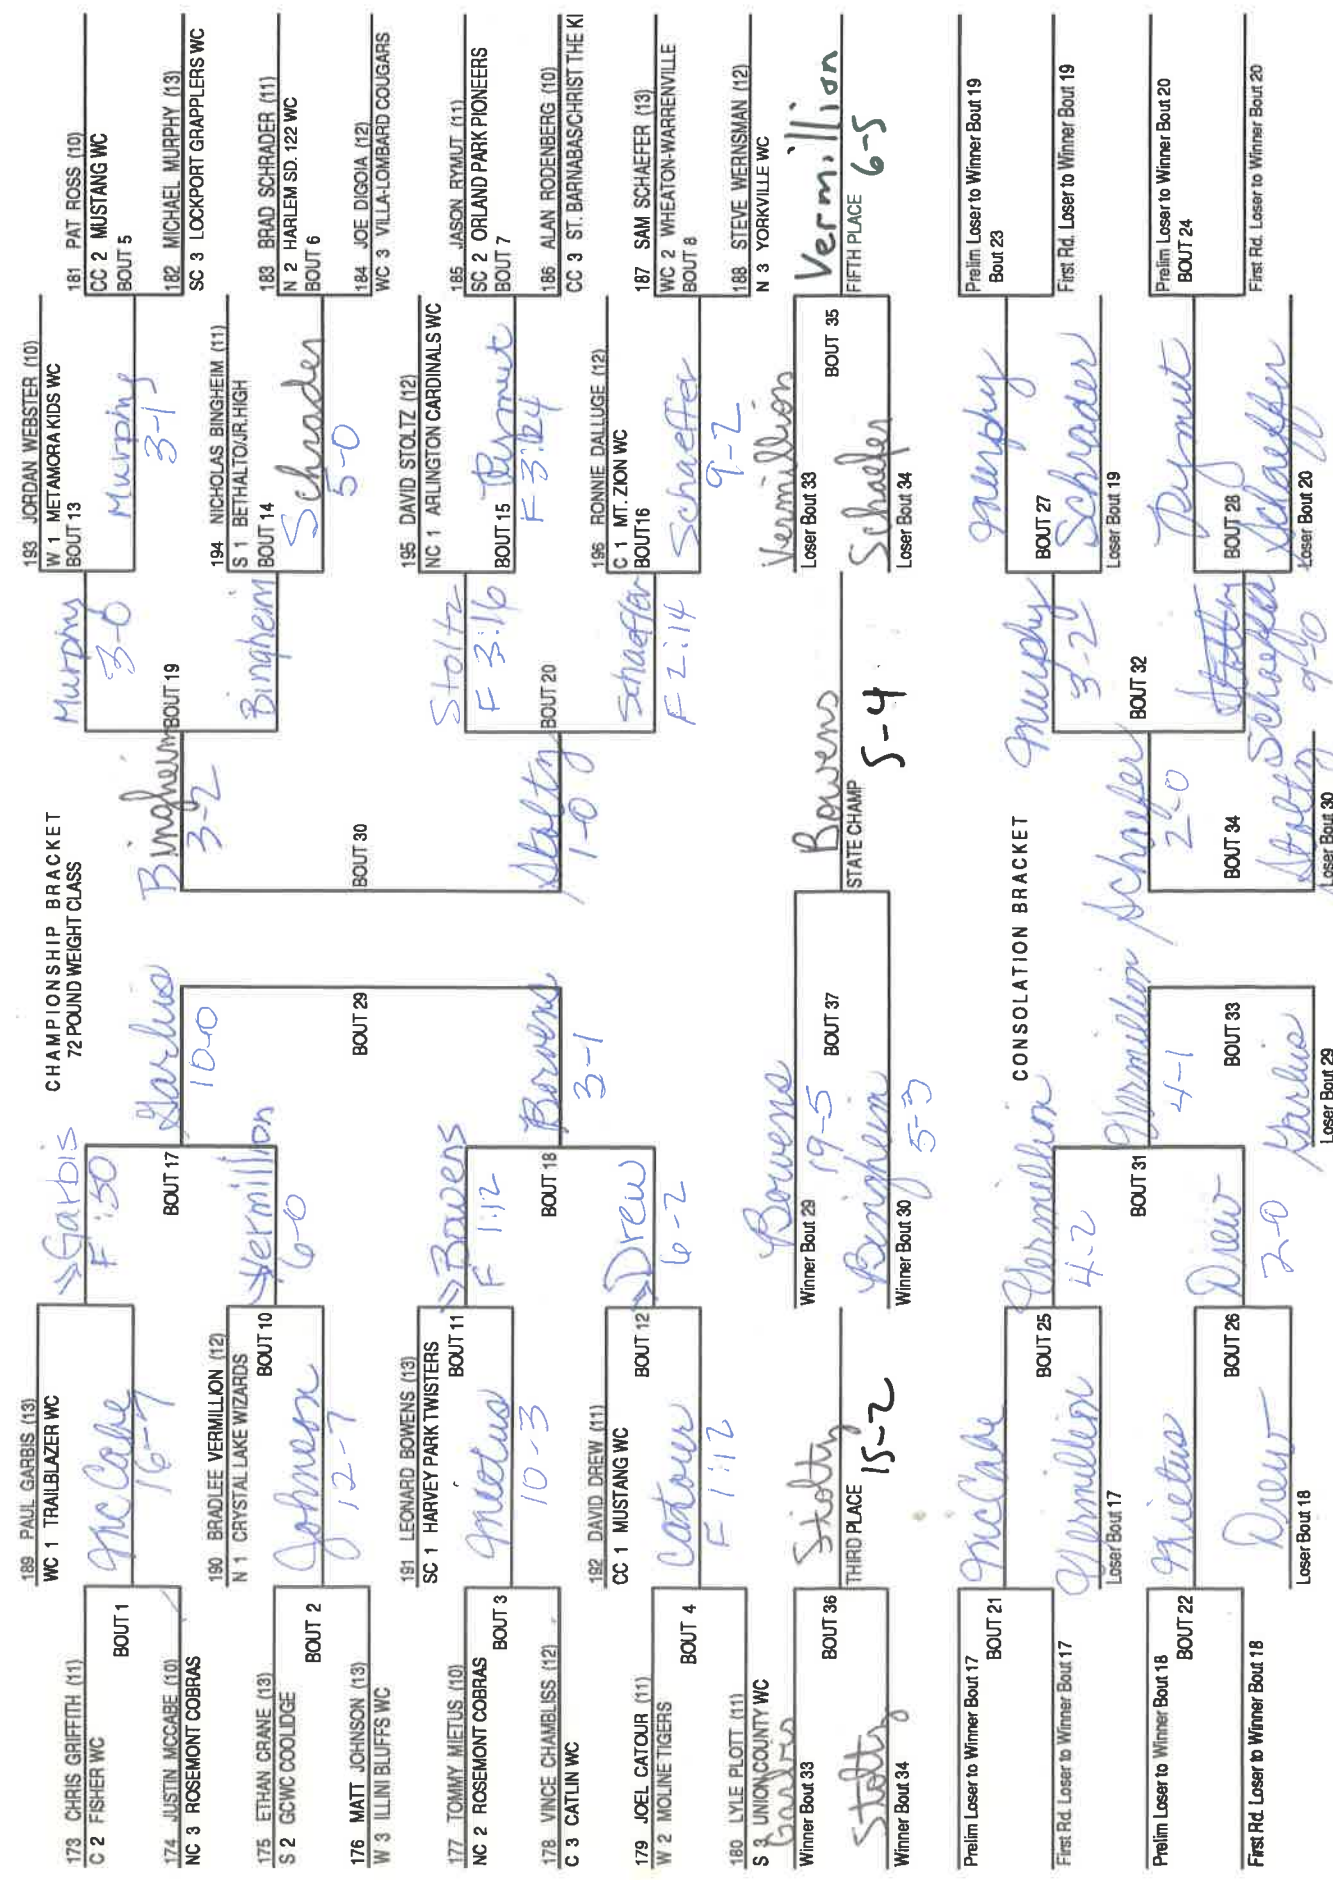 CHAMPIONSHIP BRACKET
72 POUND WEIGHT CLASS
173 CHRIS GRIFFITH (11)
C 2 FISHER WC
BOUT 1
174 JUSTIN MCCABE (10)
NC 3 ROSEMONT COBRAS
175 ETHAN CRANE (13)
S 2 GCWC COOLIDGE
BOUT 2
176 MATT JOHNSON (13)
W 3 ILLINI BLUFFS WC
177 TOMMY MIETUS (10)
NC 2 ROSEMONT COBRAS
BOUT 3
178 VINCE CHAMBLISS (12)
C 3 CATLIN WC
179 JOEL CATOUR (11)
W 2 MOLINE TIGERS
BOUT 4
180 LYLE PLOTT (11)
S 3 UNION COUNTY WC
189 PAUL GARBIS (13)
WC 1 TRAILBLAZER WC
McCabe
16-7
190 BRADLEE VERMILLION (12)
N 1 CRYSTAL LAKE WIZARDS
BOUT 10
Johnson
12-7
191 LEONARD BOWENS (13)
SC 1 HARVEY PARK TWISTERS
BOUT 11
Mietus
10-3
192 DAVID DREW (11)
CC 1 MUSTANG WC
BOUT 12
Catour
F 1:12
Garbis
F :50
BOUT 17
Vermillion
6-0
Bowens
F 1:12
BOUT 18
Drew
6-2
Garbis
10-0
BOUT 29
Bowens
3-1
Bingheim
3-2
BOUT 30
Stoltz
1-0
Murphy
3-0
BOUT 19
Bingheim
Stoltz
F 3:16
BOUT 20
Schaeffer
F 2:14
193 JORDAN WEBSTER (10)
W 1 METAMORA KIDS WC
BOUT 13
Murphy
3-1
194 NICHOLAS BINGHEIM (11)
S 1 BETHALTO/JR.HIGH
BOUT 14
Schrader
5-0
195 DAVID STOLTZ (12)
NC 1 ARLINGTON CARDINALS WC
BOUT 15
Rymut
F 3:24
196 RONNIE DALLUGE (12)
C 1 MT. ZION WC
BOUT16
Schaeffer
9-2
181 PAT ROSS (10)
CC 2 MUSTANG WC
BOUT 5
182 MICHAEL MURPHY (13)
SC 3 LOCKPORT GRAPPLERS WC
183 BRAD SCHRADER (11)
N 2 HARLEM SD. 122 WC
BOUT 6
184 JOE DIGOIA (12)
WC 3 VILLA-LOMBARD COUGARS
185 JASON RYMUT (11)
SC 2 ORLAND PARK PIONEERS
BOUT 7
186 ALAN RODENBERG (10)
CC 3 ST. BARNABAS/CHRIST THE KI
187 SAM SCHAEFER (13)
WC 2 WHEATON-WARRENVILLE
BOUT 8
188 STEVE WERNSMAN (12)
N 3 YORKVILLE WC
Garbis
Winner Bout 33
BOUT 36
Stoltz
Winner Bout 34
Stoltz
THIRD PLACE
15-2
Bowens
Winner Bout 29
19-5
BOUT 37
Bingheim
Winner Bout 30
5-3
Bowens
STATE CHAMP
5-4
Vermillion
Loser Bout 33
BOUT 35
Schaefer
Loser Bout 34
Vermillion
FIFTH PLACE
6-5
CONSOLATION BRACKET
Prelim Loser to Winner Bout 17
BOUT 21
First Rd. Loser to Winner Bout 17
Prelim Loser to Winner Bout 18
BOUT 22
First Rd. Loser to Winner Bout 18
McCabe
BOUT 25
Vermillion
Loser Bout 17
Mietus
BOUT 26
Drew
Loser Bout 18
Vermillion
4-2
BOUT 31
Drew
2-0
Vermillion
4-1
BOUT 33
Garbis
Loser Bout 29
Schaefer
2-0
BOUT 34
Stoltz
Loser Bout 30
Murphy
3-2
BOUT 32
Stoltz
Schaefer
9-0
Murphy
BOUT 27
Schrader
Loser Bout 19
Rymut
BOUT 28
Schaeffer
Loser Bout 20
Prelim Loser to Winner Bout 19
Bout 23
First Rd. Loser to Winner Bout 19
Prelim Loser to Winner Bout 20
BOUT 24
First Rd. Loser to Winner Bout 20